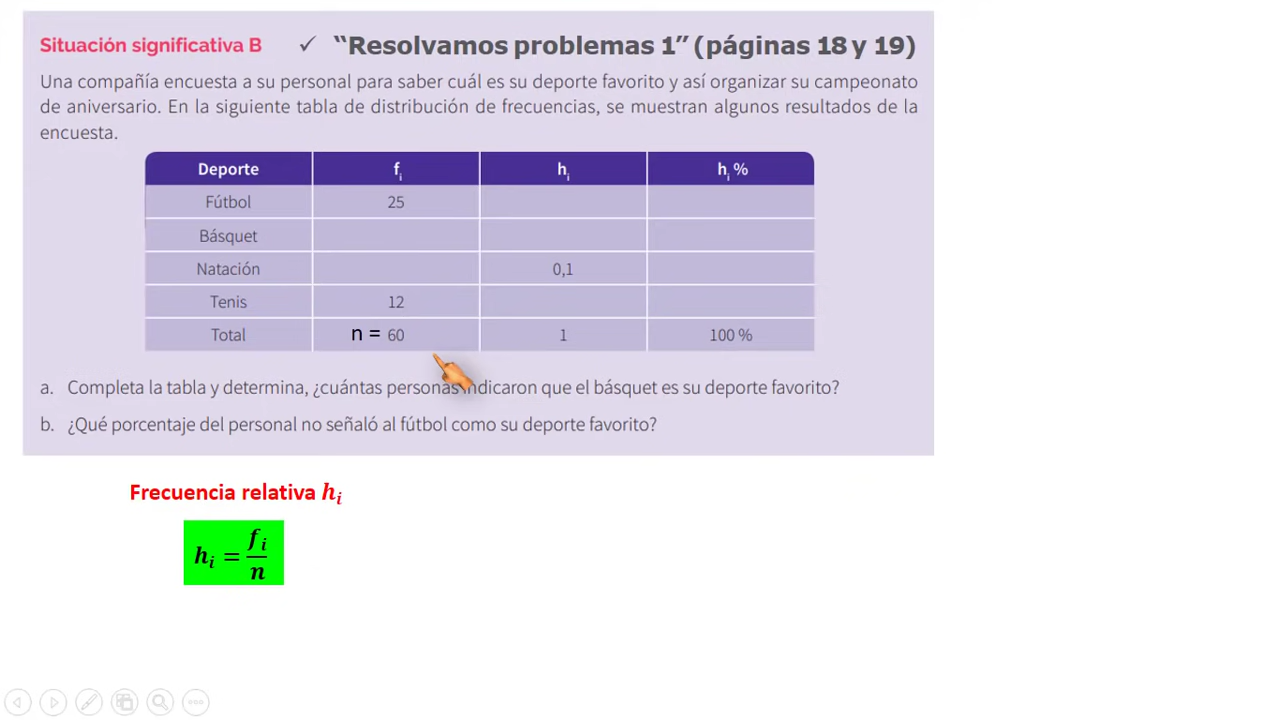 Situación significativa B ✓ “Resolvamos problemas 1” (páginas 18 y 19)
Una compañía encuesta a su personal para saber cuál es su deporte favorito y así organizar su campeonato
de aniversario. En la siguiente tabla de distribución de frecuencias, se muestran algunos resultados de la
encuesta.
Deporte fi hi hi %
Fútbol 25
Básquet
Natación 0,1
Tenis 12
Total n = 60 1 100 %
a. Completa la tabla y determina, ¿cuántas personas indicaron que el básquet es su deporte favorito?
b. ¿Qué porcentaje del personal no señaló al fútbol como su deporte favorito?
Frecuencia relativa hi
hi = fi/n